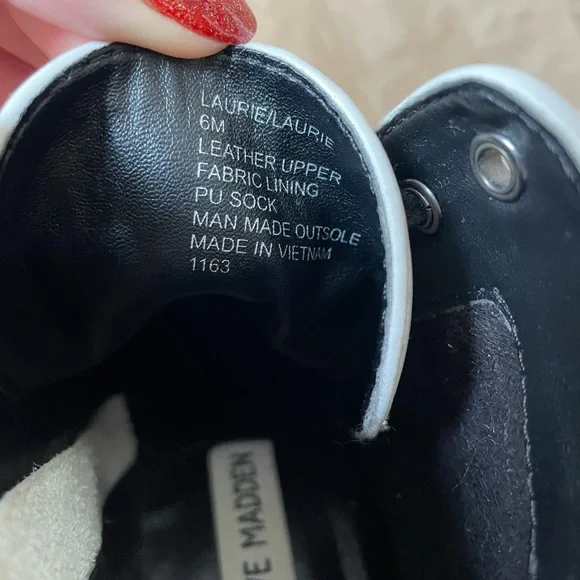 LAURIE/LAURIE
6M
LEATHER UPPER
FABRIC LINING
PU SOCK
MAN MADE OUTSOLE
MADE IN VIETNAM
1163
VE MADDEN